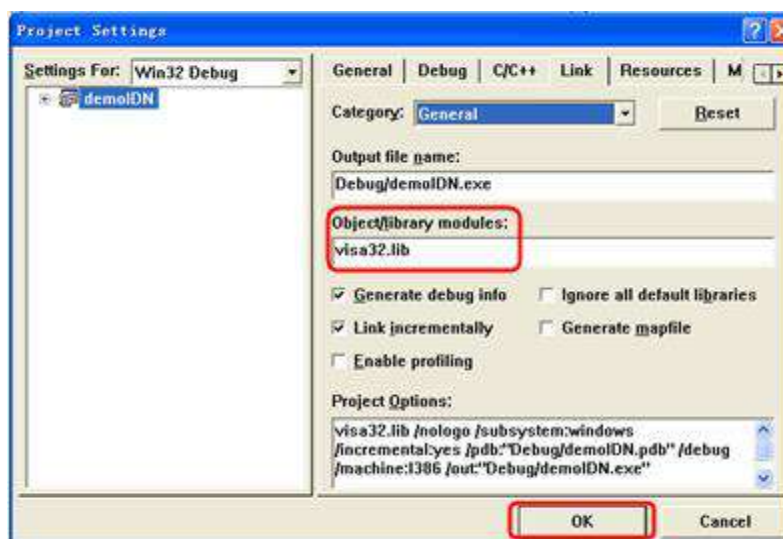 Project Settings
Settings For: Win32 Debug
demoIDN
General Debug C/C++ Link Resources M
Category: General Reset
Output file name:
Debug/demoIDN.exe
Object/library modules:
visa32.lib
Generate debug info Ignore all default libraries
Link incrementally Generate mapfile
Enable profiling
Project Options:
visa32.lib /nologo /subsystem:windows
/incremental:yes /pdb:"Debug/demoIDN.pdb" /debug
/machine:I386 /out:"Debug/demoIDN.exe"
OK Cancel